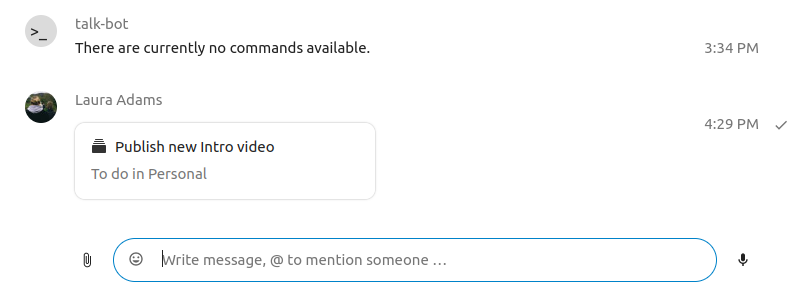 talk-bot
>_ There are currently no commands available. 3:34 PM
Laura Adams
4:29 PM
Publish new Intro video
To do in Personal
Write message, @ to mention someone …